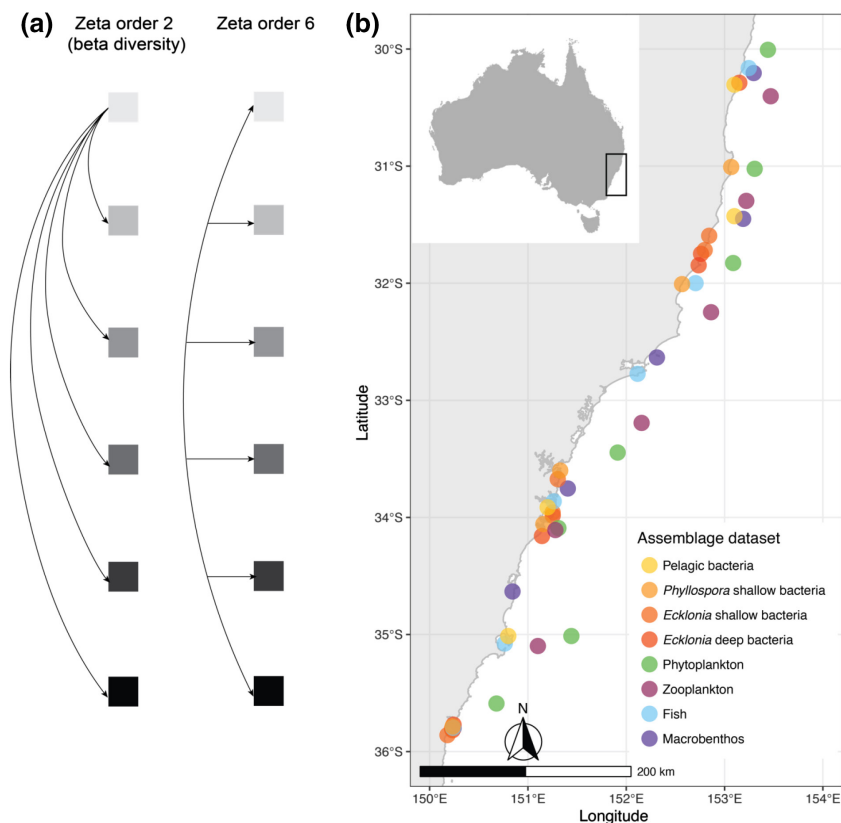 (a)
Zeta order 2
(beta diversity)
Zeta order 6
(b)
30°S
31°S
32°S
33°S
34°S
35°S
36°S
Latitude
Assemblage dataset
Pelagic bacteria
Phyllospora shallow bacteria
Ecklonia shallow bacteria
Ecklonia deep bacteria
Phytoplankton
Zooplankton
Fish
Macrobenthos
N
200 km
150°E
151°E
152°E
153°E
154°E
Longitude